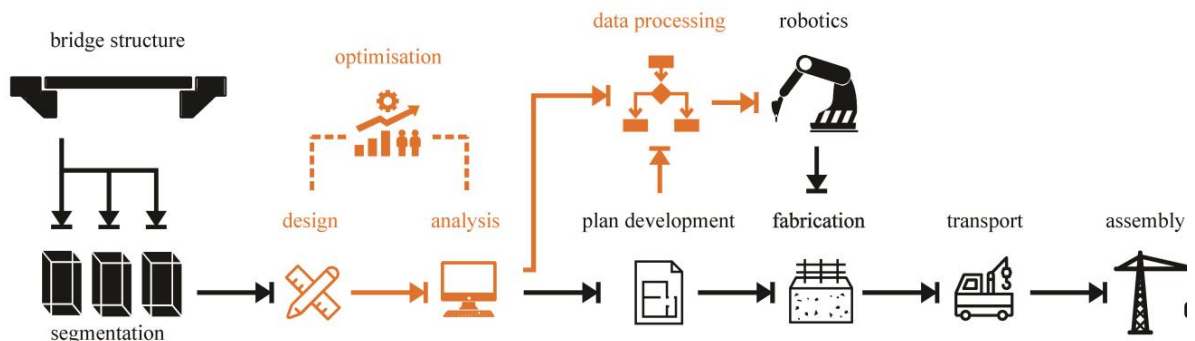 bridge structure
optimisation
data processing
robotics
design
analysis
plan development
fabrication
transport
assembly
segmentation